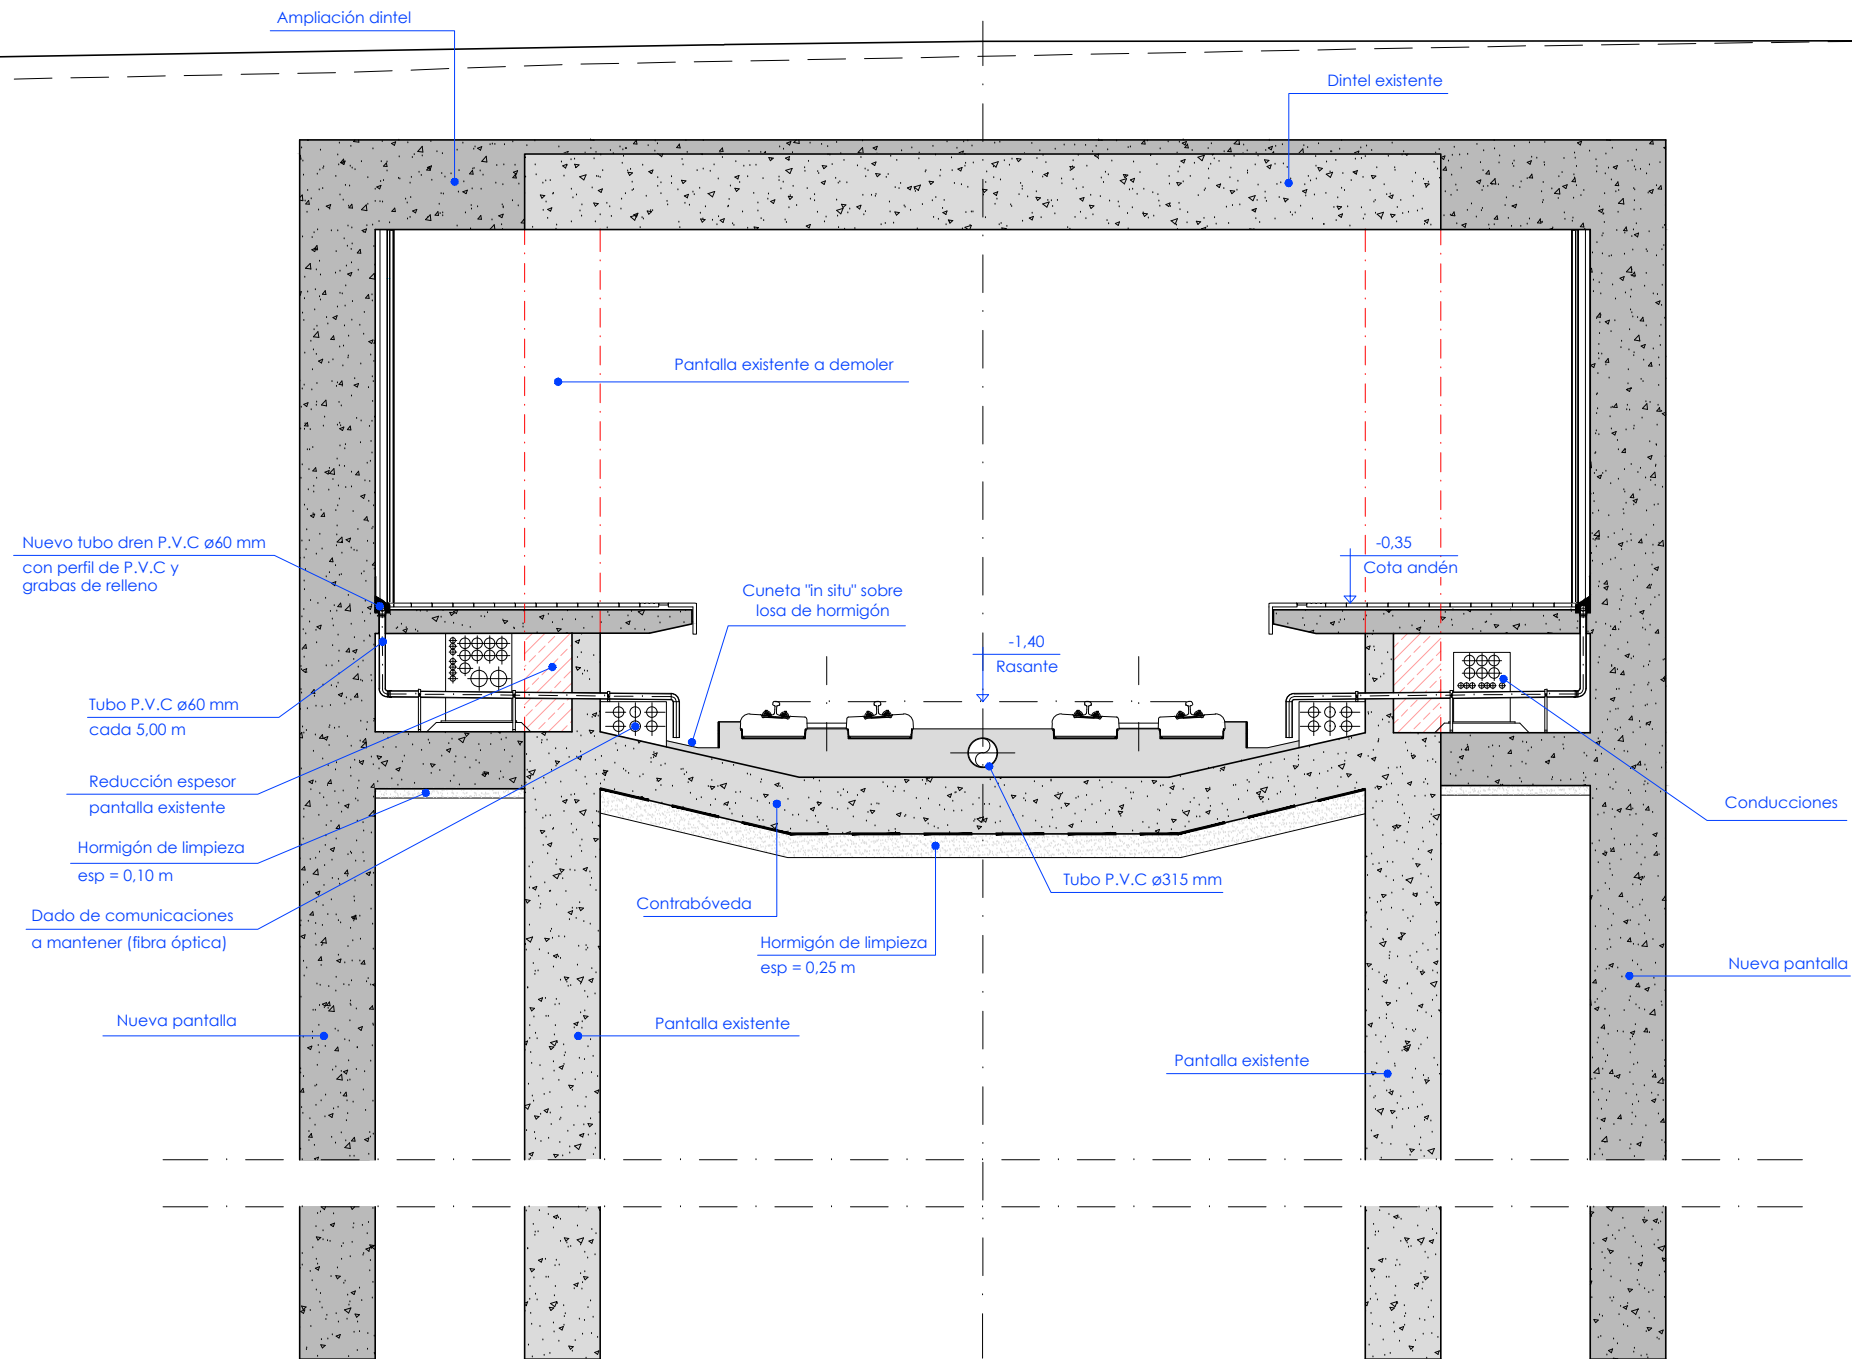 Ampliación dintel
Dintel existente
Pantalla existente a demoler
Nuevo tubo dren P.V.C ø60 mm
con perfil de P.V.C y
grabas de relleno
-0,35
Cota andén
Cuneta "in situ" sobre
losa de hormigón
-1,40
Rasante
Tubo P.V.C ø60 mm
cada 5,00 m
Reducción espesor
pantalla existente
Conducciones
Hormigón de limpieza
esp = 0,10 m
Tubo P.V.C ø315 mm
Contrabóveda
Dado de comunicaciones
a mantener (fibra óptica)
Hormigón de limpieza
esp = 0,25 m
Nueva pantalla
Nueva pantalla
Pantalla existente
Pantalla existente